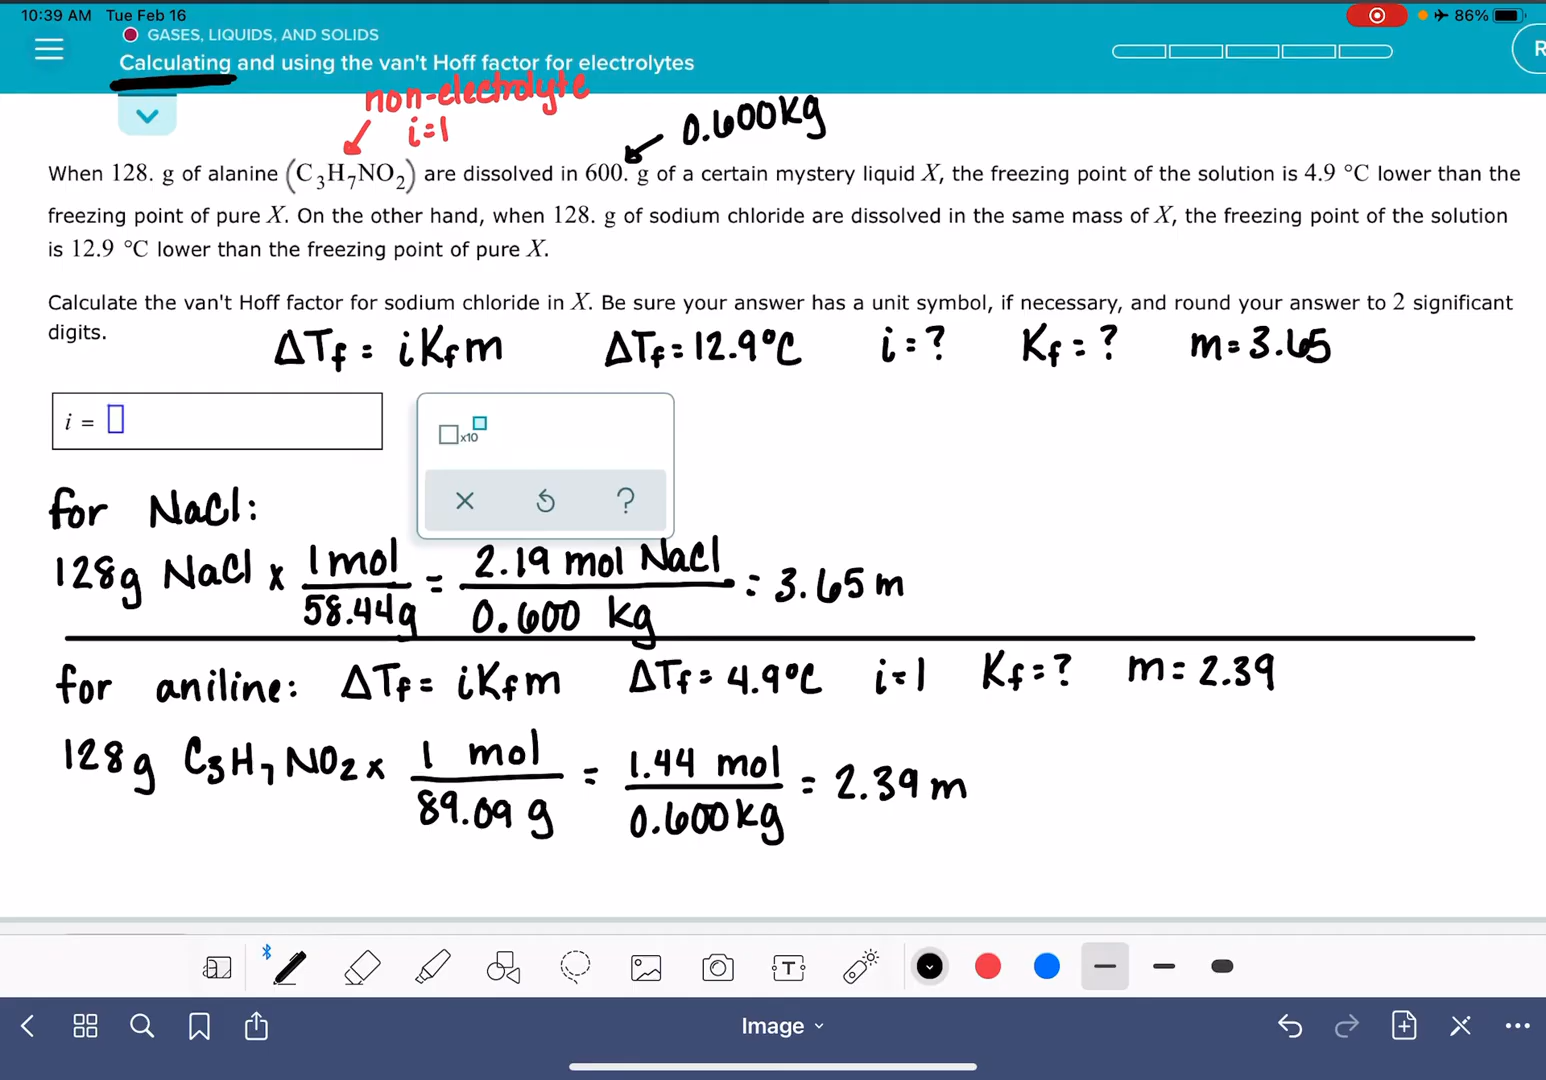 10:39 AM Tue Feb 16 86%
GASES, LIQUIDS, AND SOLIDS
Calculating and using the van't Hoff factor for electrolytes
R
non-electrolyte
i=1
0.600kg
When 128. g of alanine (C3H7NO2) are dissolved in 600. g of a certain mystery liquid X, the freezing point of the solution is 4.9 °C lower than the
freezing point of pure X. On the other hand, when 128. g of sodium chloride are dissolved in the same mass of X, the freezing point of the solution
is 12.9 °C lower than the freezing point of pure X.
Calculate the van't Hoff factor for sodium chloride in X. Be sure your answer has a unit symbol, if necessary, and round your answer to 2 significant
digits.
ΔTf = iKfm ΔTf = 12.9°C i = ? Kf = ? m = 3.65
i = 
x10
?
for NaCl:
128g NaCl x 1 mol / 58.44g = 2.19 mol NaCl / 0.600 kg = 3.65 m
for aniline: ΔTf = iKfm ΔTf = 4.9°C i=1 Kf = ? m = 2.39
128g C3H7NO2 x 1 mol / 89.09 g = 1.44 mol / 0.600kg = 2.39 m
a T
Image